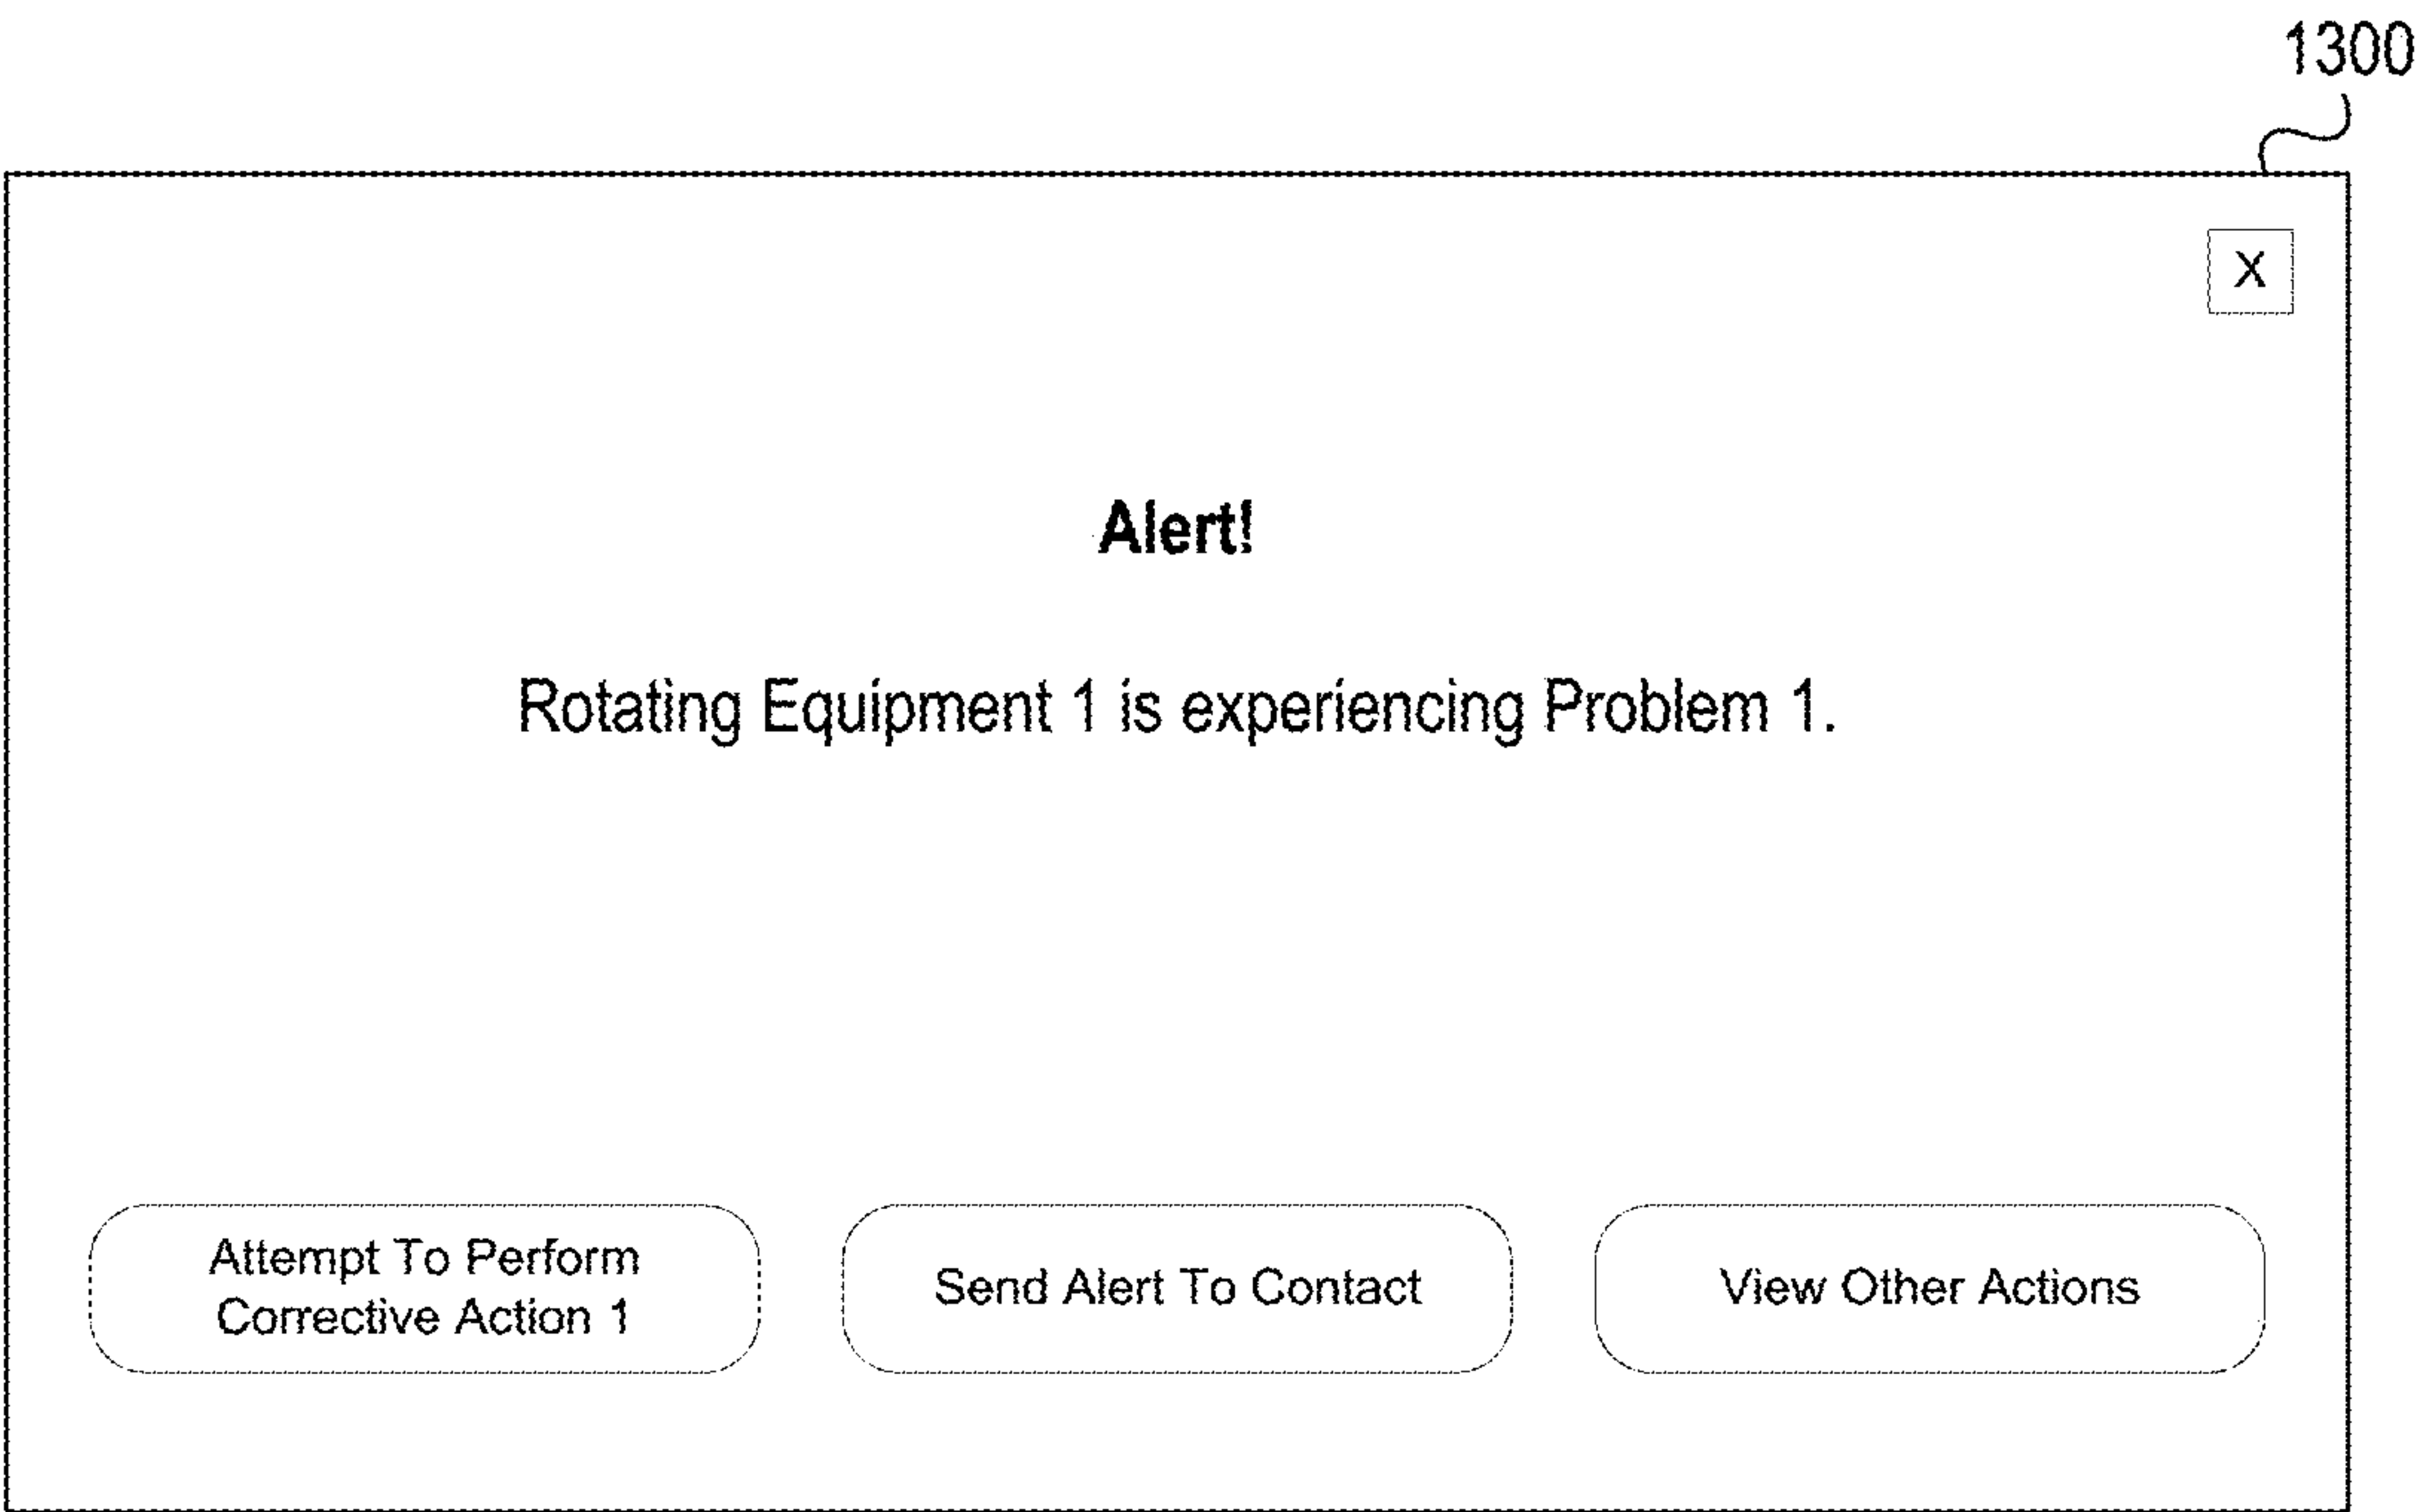 1300
X
Alert!
Rotating Equipment 1 is experiencing Problem 1.
Attempt To Perform
Corrective Action 1
Send Alert To Contact
View Other Actions